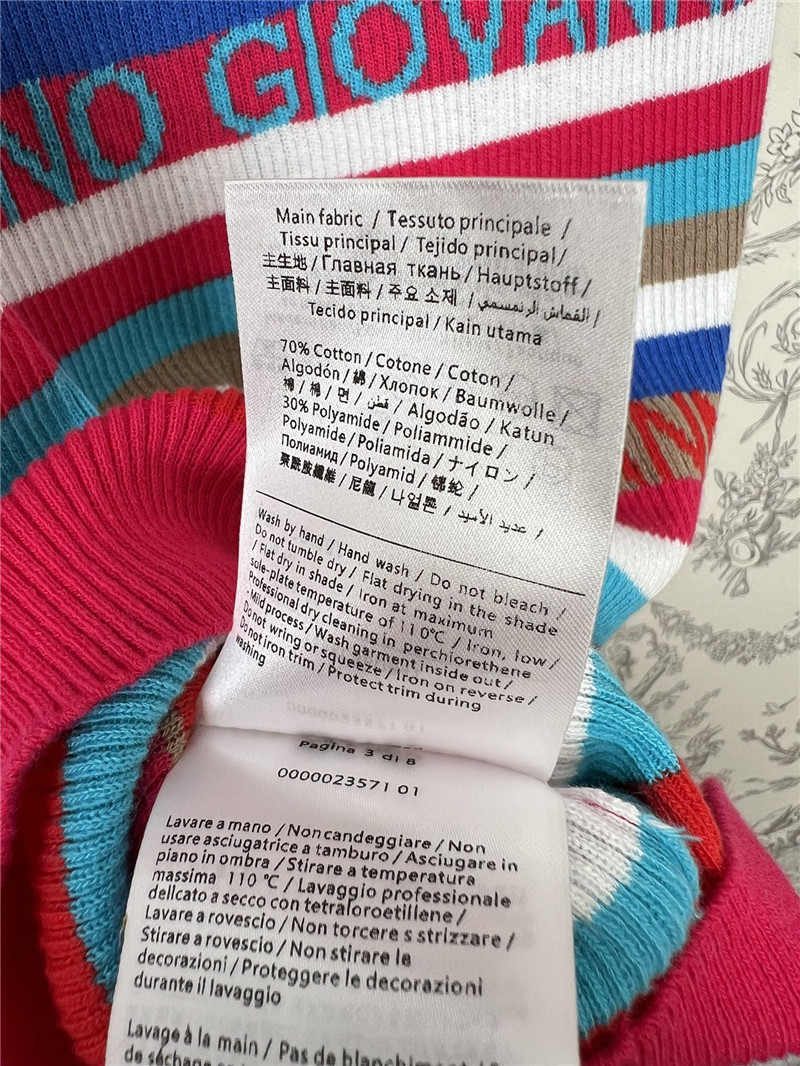 NO GIOVANN
Main fabric / Tessuto principale /
Tissu principal / Tejido principal/
主生地/Главная ткань/Hauptstoff/
主面料/主面料/주요 소재 /القماش الرئيسي/
Tecido principal / Kain utama
70% Cotton / Cotone / Coton /
Algodón/綿/Хлопок/Baumwolle/
棉/棉/면/قطن/Algodão/Katun
30% Polyamide / Poliammide /
Polyamide/Poliamida/ナイロン/
Полиамид/Polyamid/锦纶/
聚酰胺纖維/尼龍/나일론/
Wash by hand / Hand wash / Do not bleach /
Do not tumble dry / Flat drying in the shade
/ Flat dry in shade / Iron at maximum
sole-plate temperature of 110°C / Iron, low/
Professional dry cleaning in perchlorethene
- Mild process / Wash garment inside out /
Do not wring or squeeze / Iron on reverse /
Do not iron trim / Protect trim during
washing
Pagina 3 di 8
0000023571 01
Lavare a mano / Non candeggiare / Non
usare asciugatrice a tamburo / Asciugare in
piano in ombra / Stirare a temperatura
massima 110 °C / Lavaggio professionale
delicato a secco con tetraloroetillene /
Lavare a rovescio / Non torcere s strizzare /
Stirare a rovescio / Non stirare le
decorazioni / Proteggere le decorazioni
durante il lavaggio
Lavage à la main / Pas de blanchiment /
de séchage